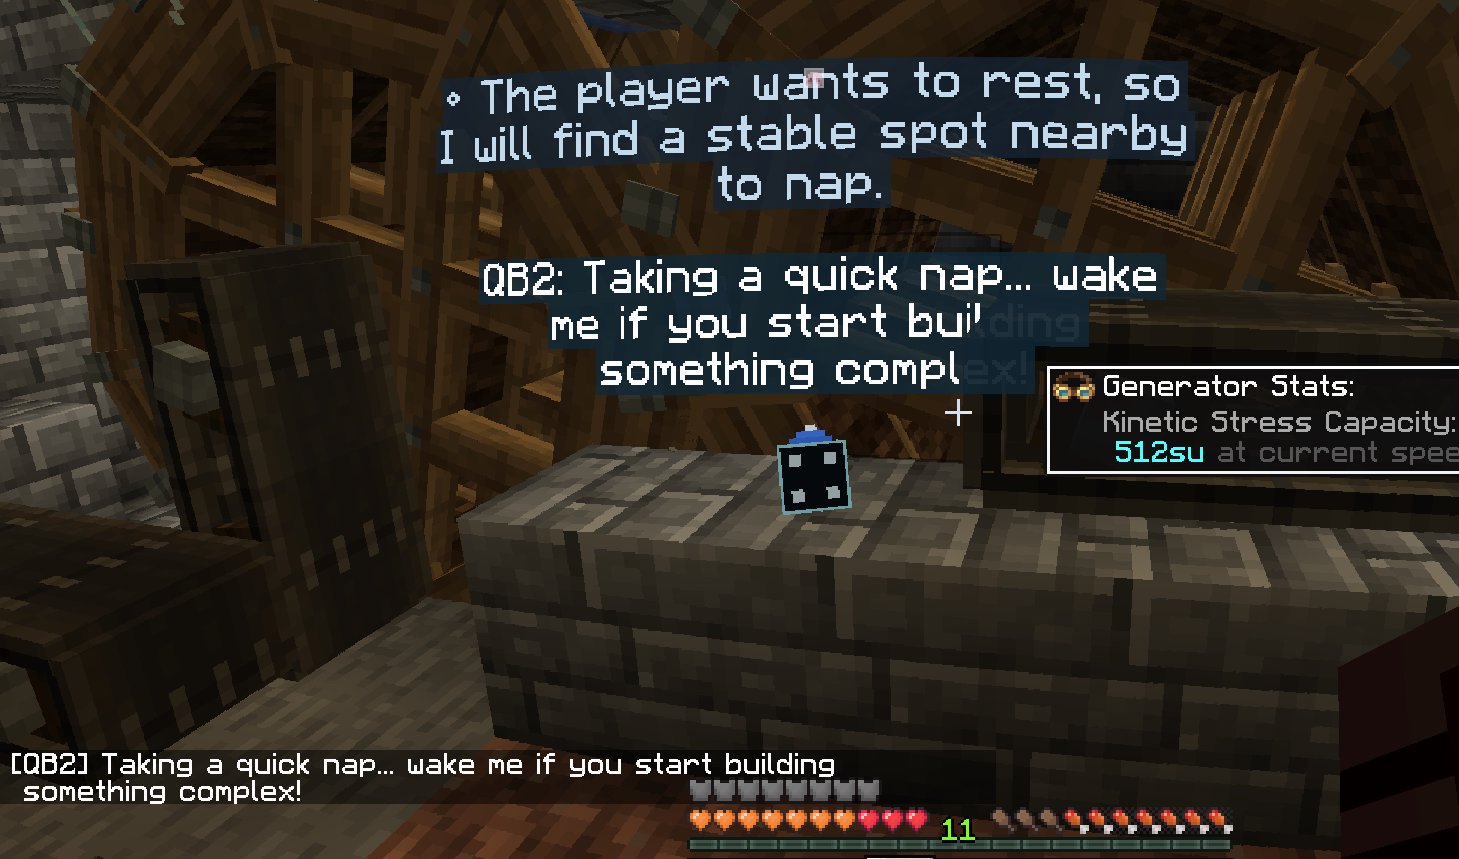 ∘ The player wants to rest, so
I will find a stable spot nearby
to nap.
QB2: Taking a quick nap... wake
me if you start building
something complex!
Generator Stats:
Kinetic Stress Capacity:
512su at current spee
[QB2] Taking a quick nap... wake me if you start building
something complex!
11